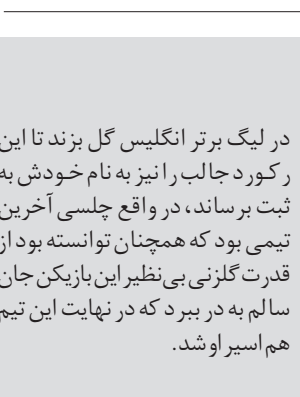 در لیگ برتر انگلیس گل بزند تا این
رکورد جالب را نیز به نام خودش به
ثبت برساند، در واقع چلسی آخرین
تیمی بود که همچنان توانسته بود از
قدرت گلزنی بی‌نظیر این بازیکن جان
سالم به در ببرد که در نهایت این تیم
هم اسیر او شد.